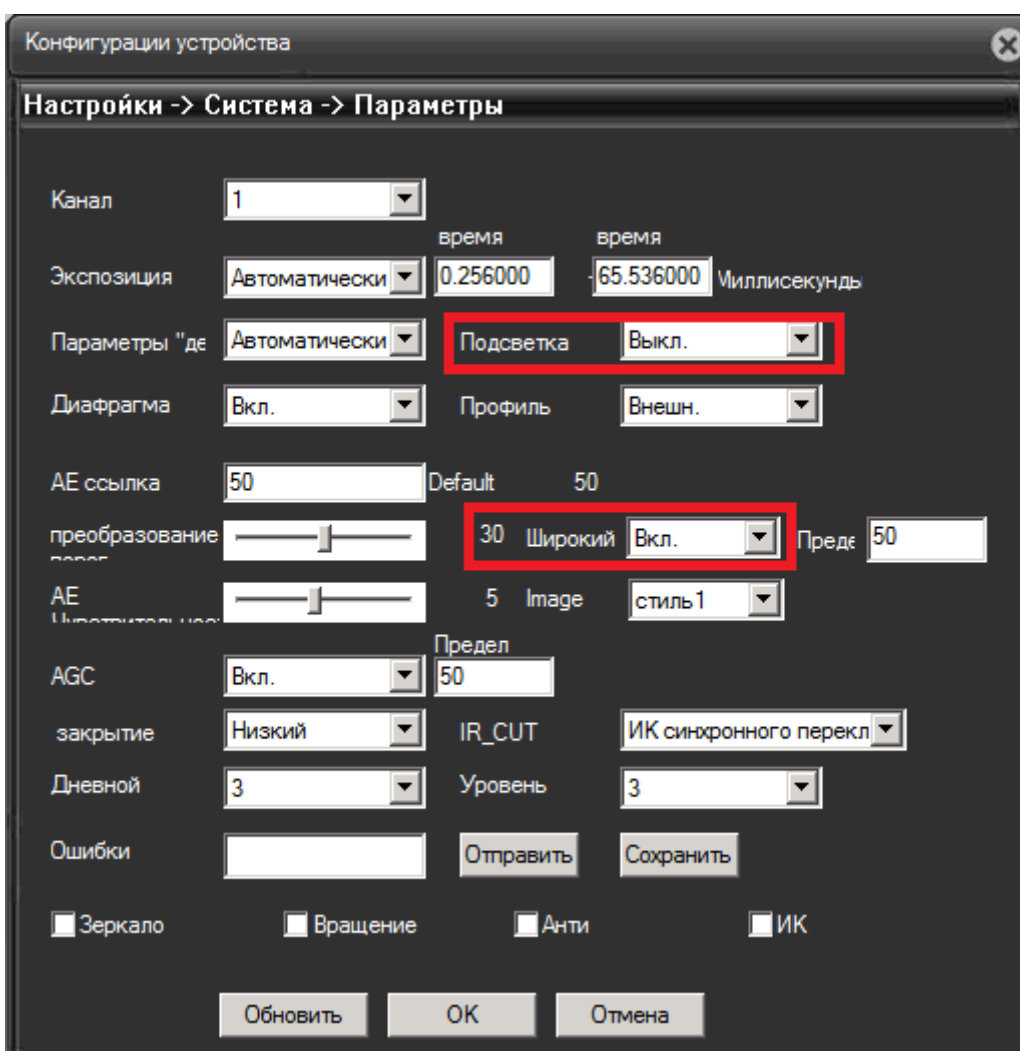 Конфигурации устройства
Настройки -> Система -> Параметры
Канал 1
время время
Экспозиция Автоматически 0.256000 - 65.536000 Миллисекунды
Параметры "де Автоматически Подсветка Выкл.
Диафрагма Вкл. Профиль Внешн.
АЕ ссылка 50 Default 50
преобразование 30 Широкий Вкл. Преде 50
АЕ 5 Image стиль1
Предел
AGC Вкл. 50
закрытие Низкий IR_CUT ИК синхронного перекл
Дневной 3 Уровень 3
Ошибки Отправить Сохранить
Зеркало Вращение Анти ИК
Обновить OK Отмена